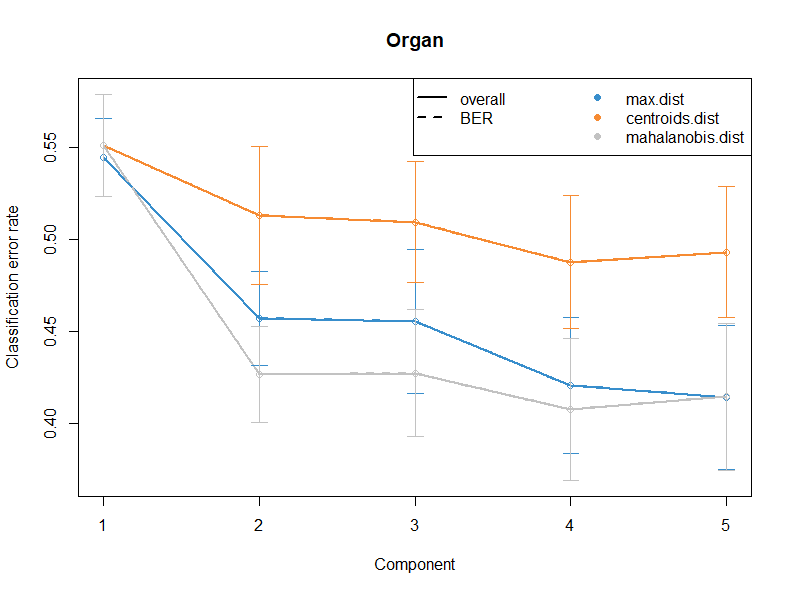 Organ
overall
BER
max.dist
centroids.dist
mahalanobis.dist
Classification error rate
0.55
0.50
0.45
0.40
1 2 3 4 5
Component